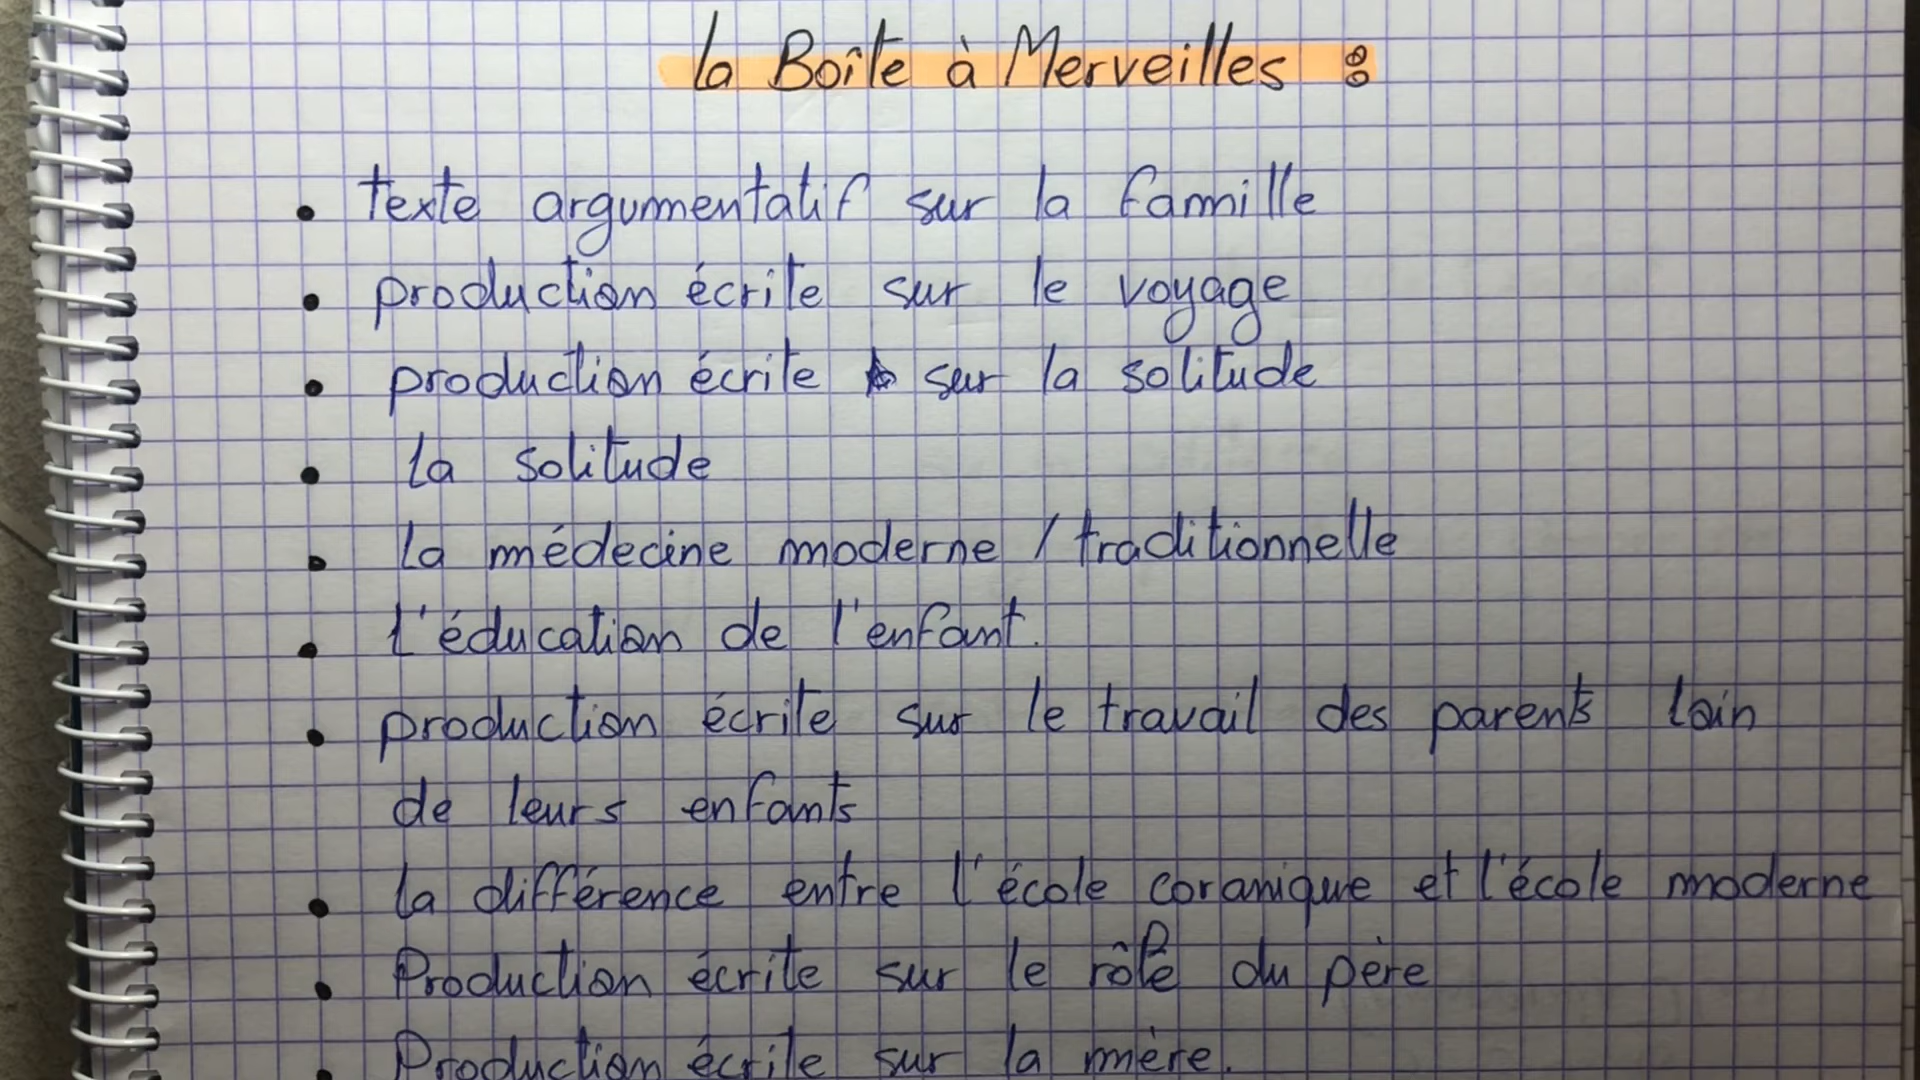 la Boîte à Merveilles :
• texte argumentatif sur la famille
• production écrite sur le voyage
• production écrite sur la solitude
• la solitude
• la médecine moderne / traditionnelle
• L'éducation de l'enfant.
• production écrite sur le travail des parents loin
de leurs enfants
• la différence entre l'école coranique et l'école moderne
• Production écrite sur le rôle du père
• Production écrite sur la mère.